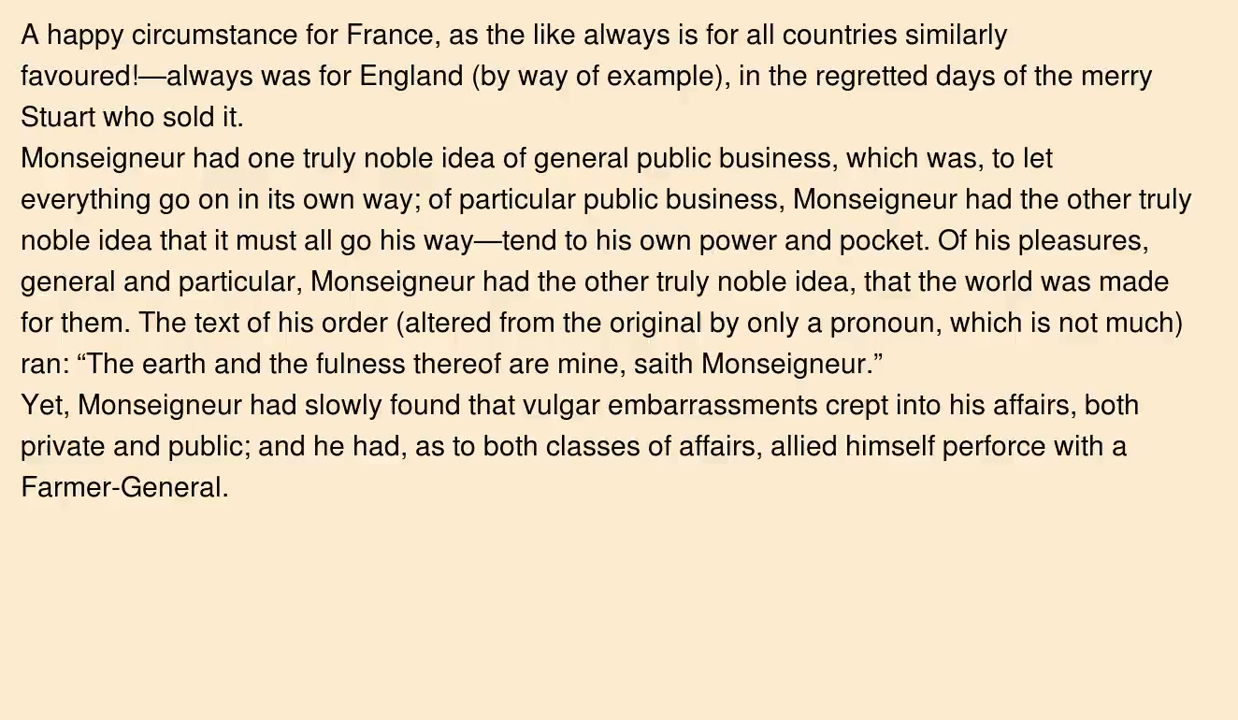 A happy circumstance for France, as the like always is for all countries similarly
favoured!—always was for England (by way of example), in the regretted days of the merry
Stuart who sold it.
Monseigneur had one truly noble idea of general public business, which was, to let
everything go on in its own way; of particular public business, Monseigneur had the other truly
noble idea that it must all go his way—tend to his own power and pocket. Of his pleasures,
general and particular, Monseigneur had the other truly noble idea, that the world was made
for them. The text of his order (altered from the original by only a pronoun, which is not much)
ran: “The earth and the fulness thereof are mine, saith Monseigneur.”
Yet, Monseigneur had slowly found that vulgar embarrassments crept into his affairs, both
private and public; and he had, as to both classes of affairs, allied himself perforce with a
Farmer-General.